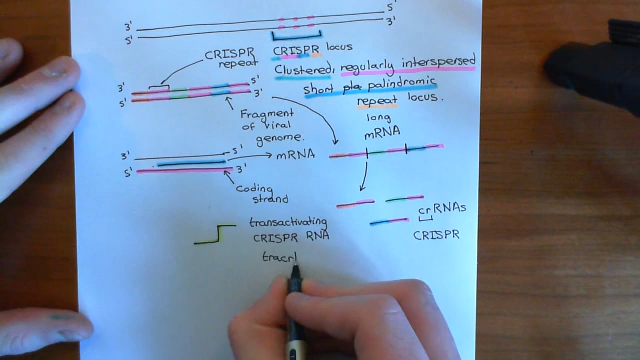 5'
3'
3'
5'
CRISPR locus
CRISPR
repeat
Clustered, regularly interspersed
short pla palindromic
repeat locus.
3'
5'
5'
3'
Fragment
of viral
genome.
long
mRNA
3'
5'
5'
3'
mRNA
Coding
strand
crRNAs
CRISPR
transactivating
CRISPR RNA
tracr